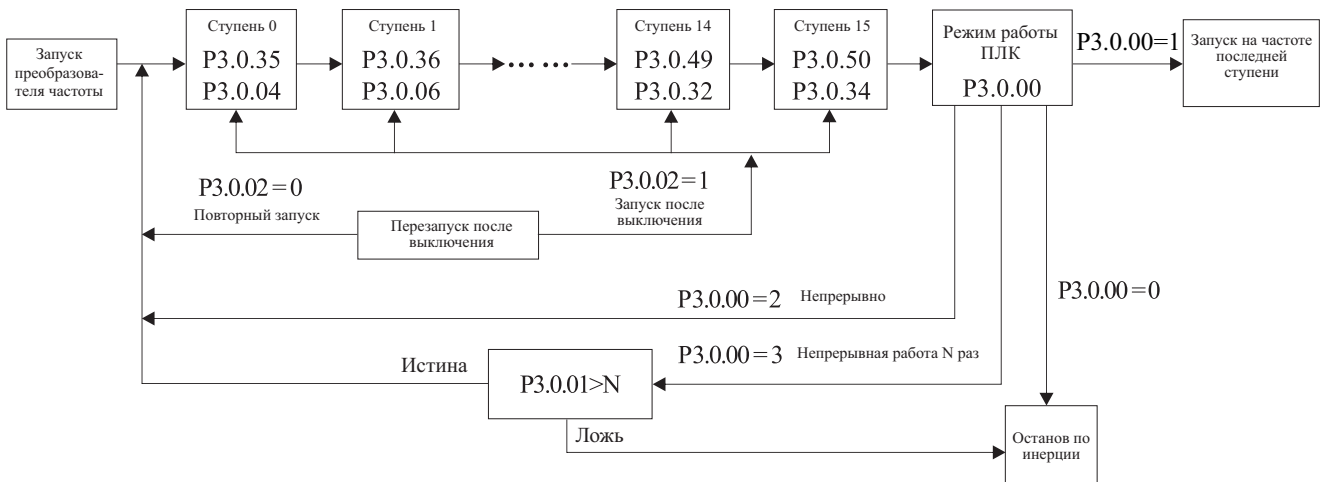 Запуск
преобразова-
теля частоты
Ступень 0
P3.0.35
P3.0.04
Ступень 1
P3.0.36
P3.0.06
Ступень 14
P3.0.49
P3.0.32
Ступень 15
P3.0.50
P3.0.34
Режим работы
ПЛК
P3.0.00
P3.0.00=1
Запуск на частоте
последней
ступени
P3.0.02=0
Повторный запуск
P3.0.02=1
Запуск после
выключения
Перезапуск после
выключения
P3.0.00=2 Непрерывно
P3.0.00=0
P3.0.00=3 Непрерывная работа N раз
Истина
P3.0.01>N
Ложь
Останов по
инерции